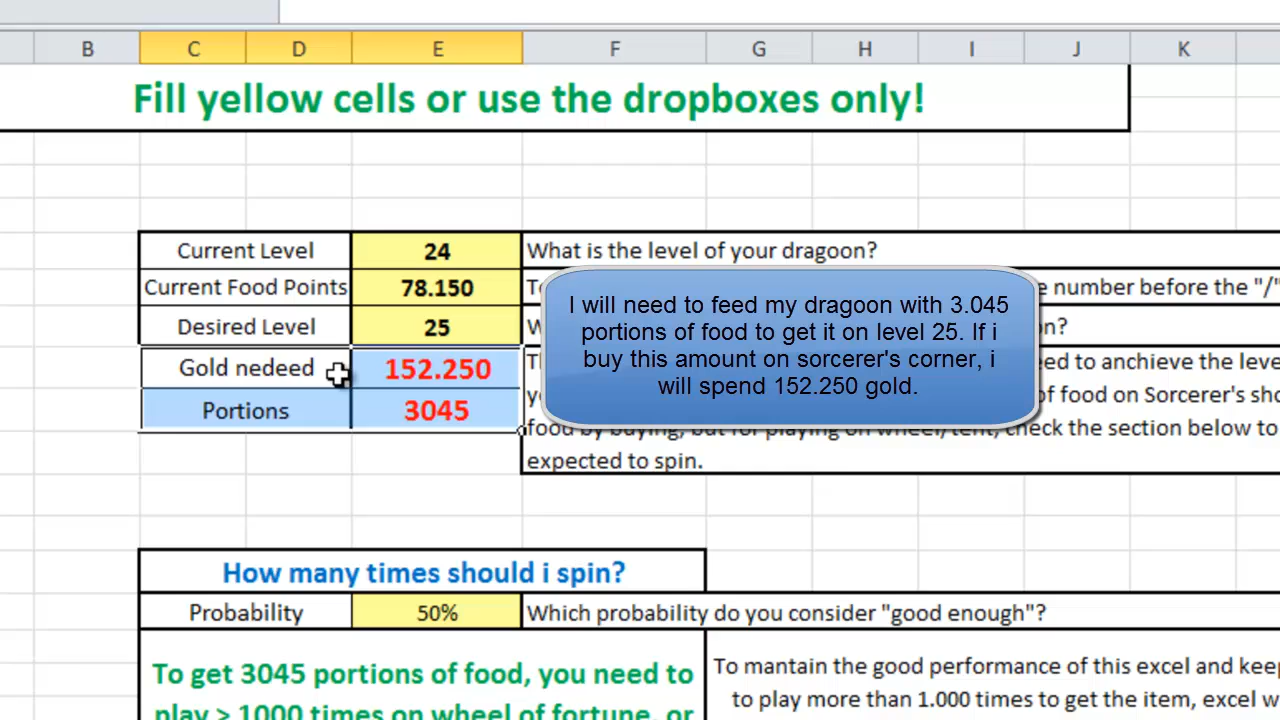 B C D E F G H I J K
Fill yellow cells or use the dropboxes only!
Current Level 24 What is the level of your dragoon?
Current Food Points 78.150 e number before the "/"
Desired Level 25 on?
Gold nedeed 152.250 eed to anchieve the leve
Portions 3045 of food on Sorcerer's sho
food by buying, but for playing on wheel/tent, check the section below to
expected to spin.
I will need to feed my dragoon with 3.045
portions of food to get it on level 25. If i
buy this amount on sorcerer's corner, i
will spend 152.250 gold.
How many times should i spin?
Probability 50% Which probability do you consider "good enough"?
To get 3045 portions of food, you need to
play > 1000 times on wheel of fortune, or
To mantain the good performance of this excel and keep
to play more than 1.000 times to get the item, excel w